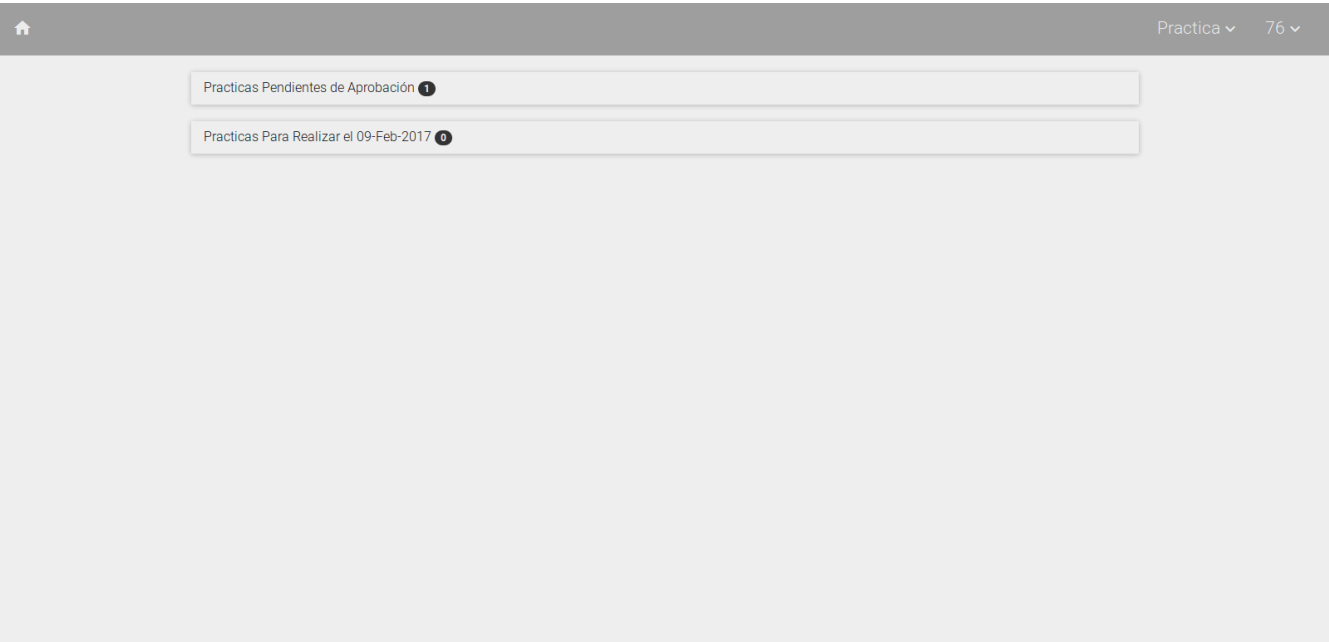 Practica 76
Practicas Pendientes de Aprobación 1
Practicas Para Realizar el 09-Feb-2017 0